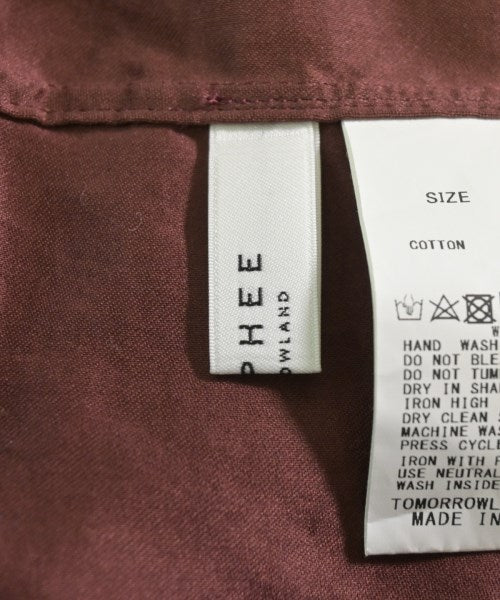 PHEE
OWLAND
SIZE
COTTON
W
HAND WASH
DO NOT BLE
DO NOT TUM
DRY IN SHA
IRON HIGH
DRY CLEAN
MACHINE WAS
PRESS CYCLE
IRON WITH P
USE NEUTRAL
WASH INSIDE
TOMORROWL
MADE IN